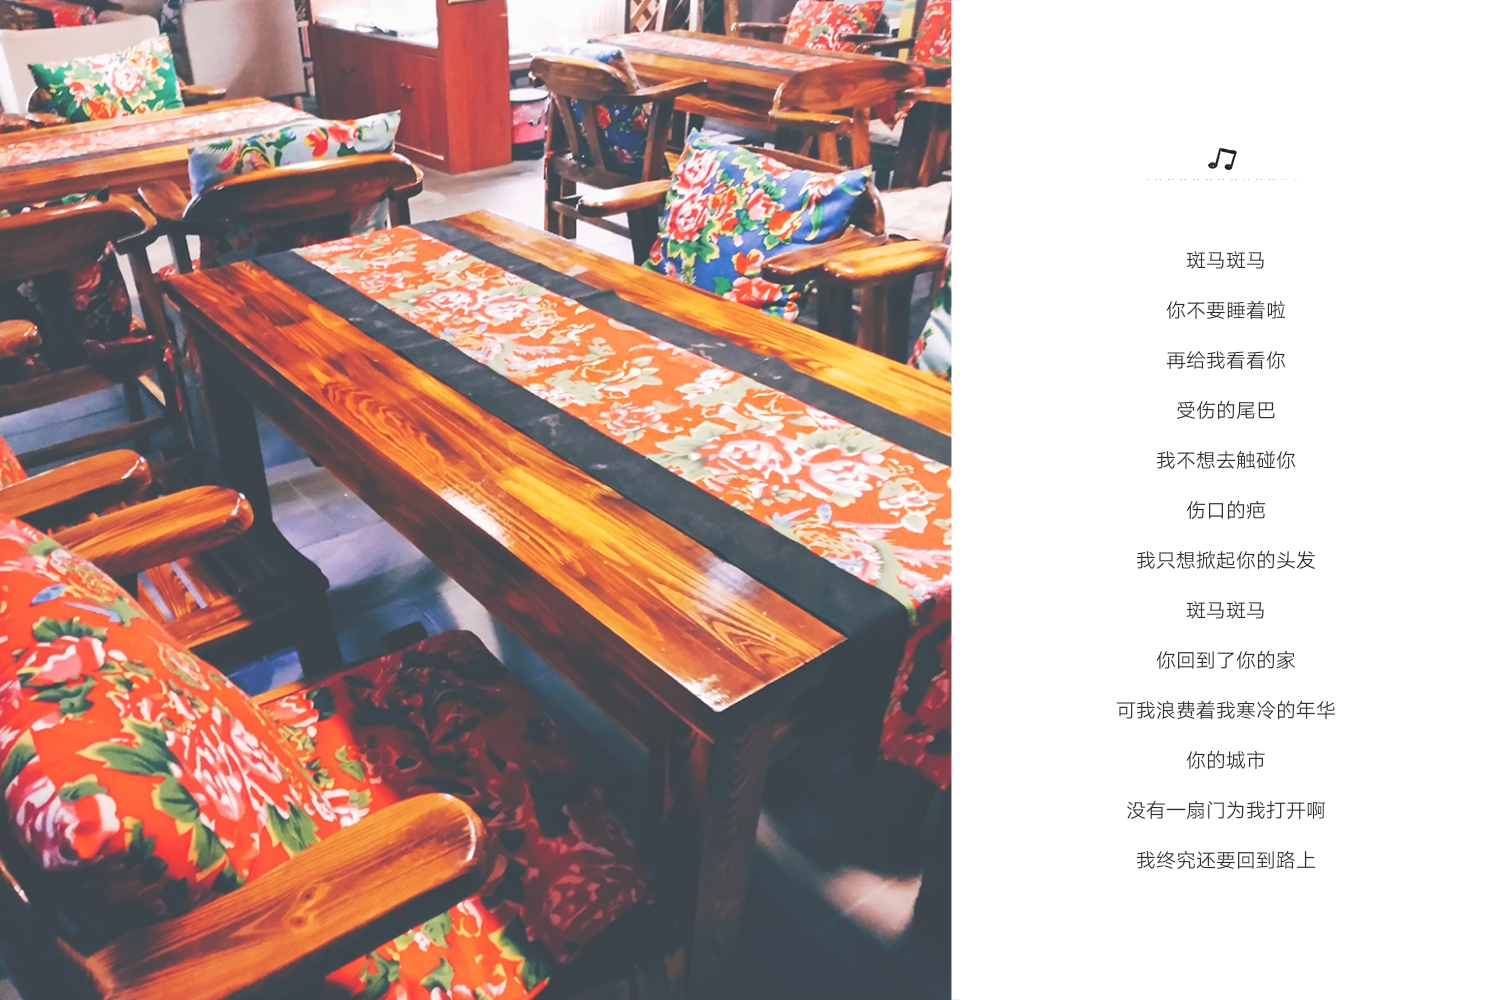 斑马斑马
你不要睡着啦
再给我看看你
受伤的尾巴
我不想去触碰你
伤口的疤
我只想掀起你的头发
斑马斑马
你回到了你的家
可我浪费着我寒冷的年华
你的城市
没有一扇门为我打开啊
我终究还要回到路上